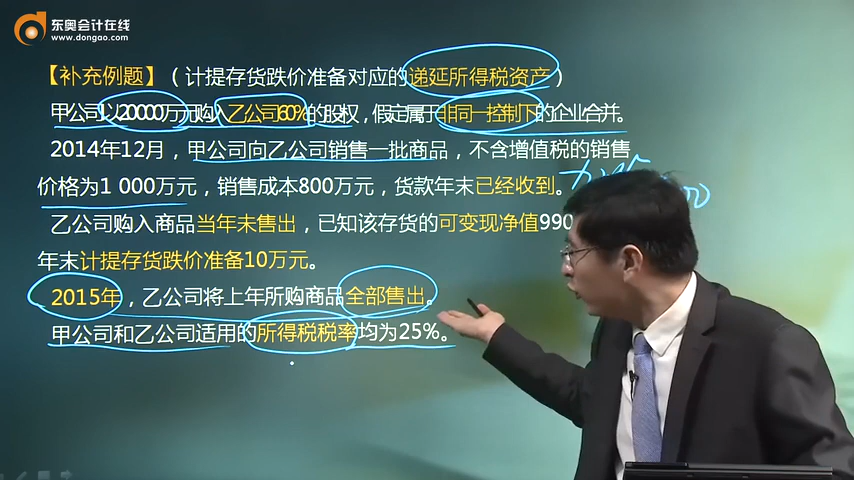 东奥会计在线
www.dongao.com
【补充例题】（计提存货跌价准备对应的递延所得税资产）
甲公司以20000万元购入乙公司60%的股权，假定属于非同一控制下的企业合并。
2014年12月，甲公司向乙公司销售一批商品，不含增值税的销售
价格为1 000万元，销售成本800万元，货款年末已经收到。
乙公司购入商品当年未售出，已知该存货的可变现净值990
年末计提存货跌价准备10万元。
2015年，乙公司将上年所购商品全部售出。
甲公司和乙公司适用的所得税税率均为25%。